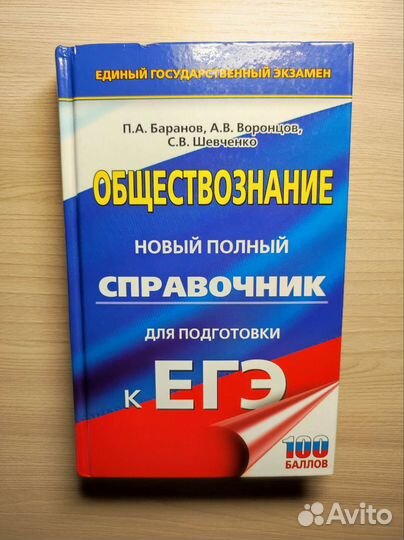 ЕДИНЫЙ ГОСУДАРСТВЕННЫЙ ЭКЗАМЕН
П.А. Баранов, А.В. Воронцов,
С.В. Шевченко
ОБЩЕСТВОЗНАНИЕ
НОВЫЙ ПОЛНЫЙ
СПРАВОЧНИК
ДЛЯ ПОДГОТОВКИ
К ЕГЭ
100
БАЛЛОВ
Avito